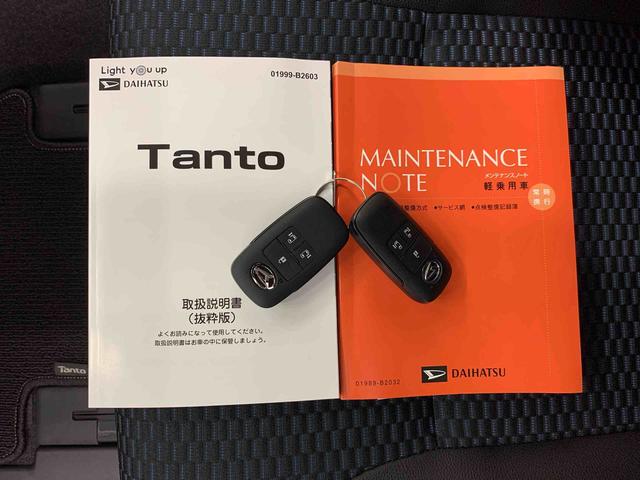 Light you up
DAIHATSU
01999-B2603
Tanto
取扱説明書
（抜粋版）
よくお読みになって使用してください。
取扱説明書はお車の中に保管しましょう。
MAINTENANCE
NOTE
メンテナンスノート
軽乗用車
常時
携行
整備方式 ●サービス網 ●点検整備記録簿
01989-B2032
DAIHATSU
Tanto